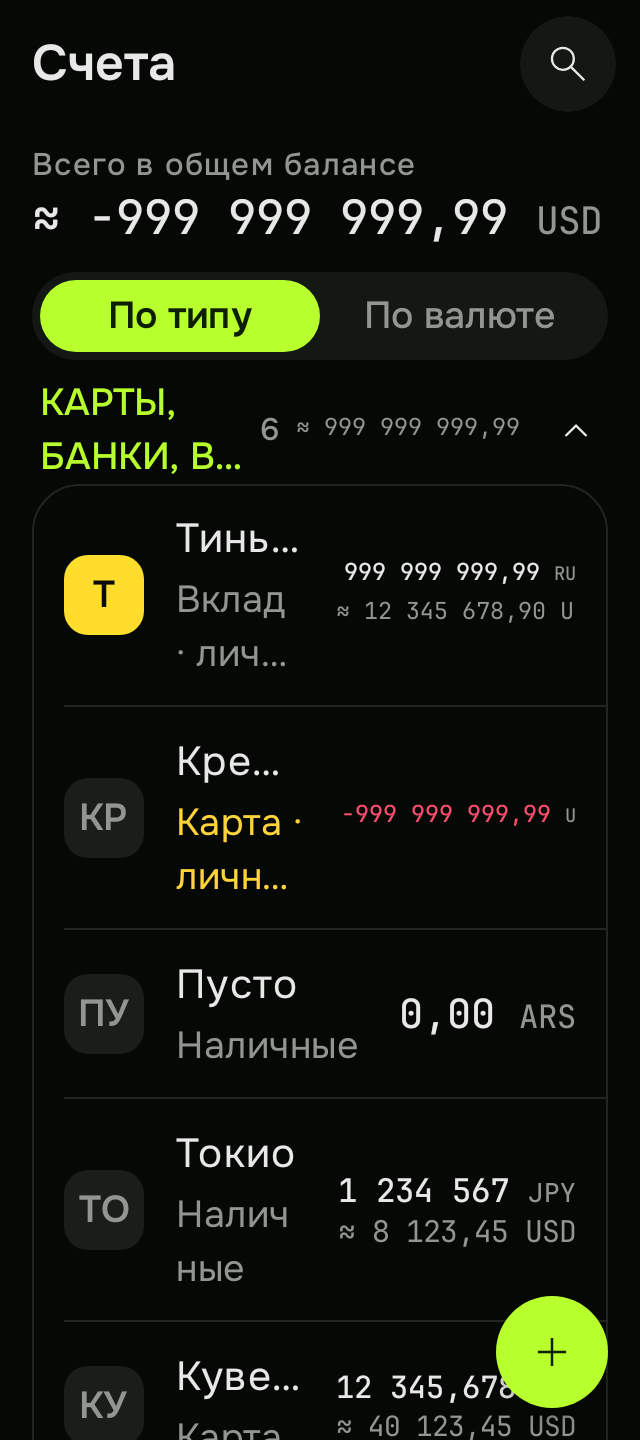 Счета
Всего в общем балансе
≈ -999 999 999,99 USD
По типу
По валюте
КАРТЫ,
БАНКИ, В...
6 ≈ 999 999 999,99
Т
Тинь...
Вклад
· лич...
999 999 999,99 RU
≈ 12 345 678,90 U
КР
Кре...
Карта ·
личн...
-999 999 999,99 U
ПУ
Пусто
Наличные
0,00 ARS
ТО
Токио
Налич
ные
1 234 567 JPY
≈ 8 123,45 USD
КУ
Куве...
Карта
12 345,678
≈ 40 123,45 USD